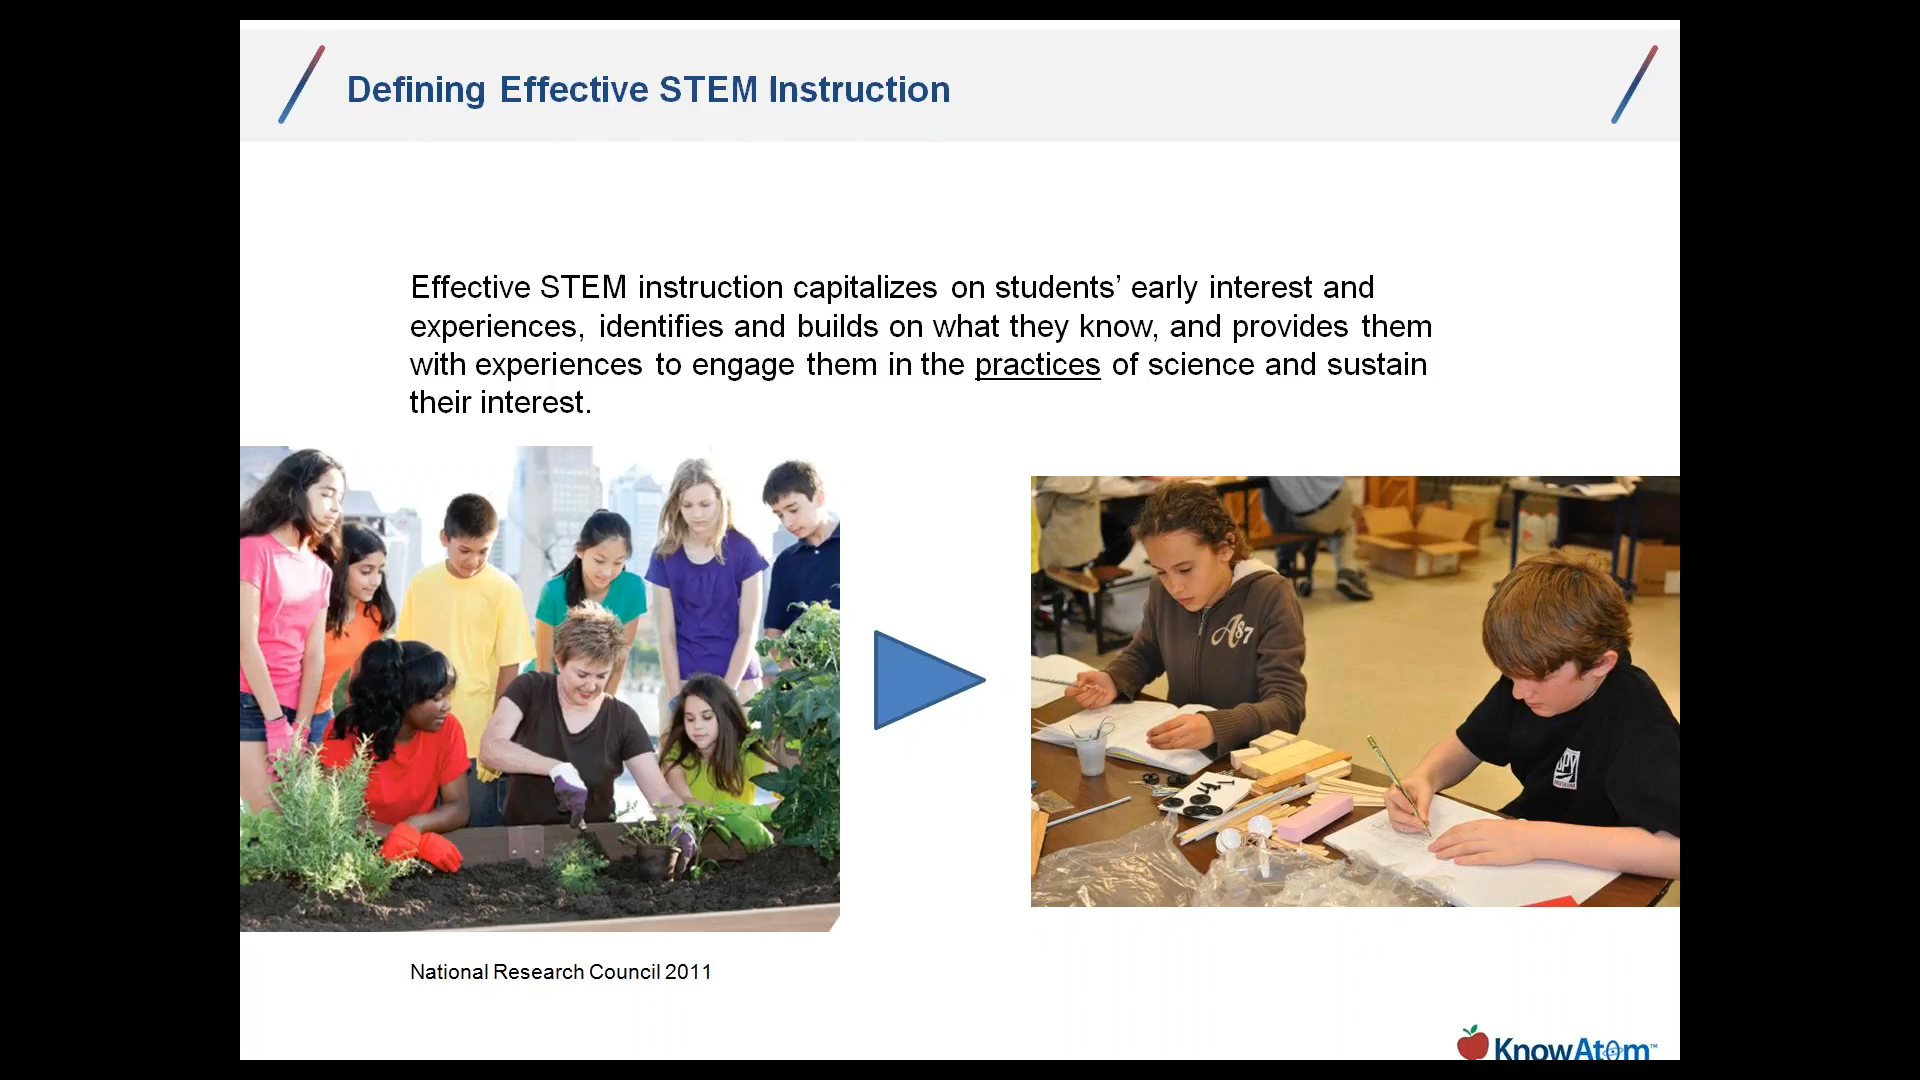 Defining Effective STEM Instruction
Effective STEM instruction capitalizes on students’ early interest and
experiences, identifies and builds on what they know, and provides them
with experiences to engage them in the practices of science and sustain
their interest.
A87
National Research Council 2011
KnowAtom™